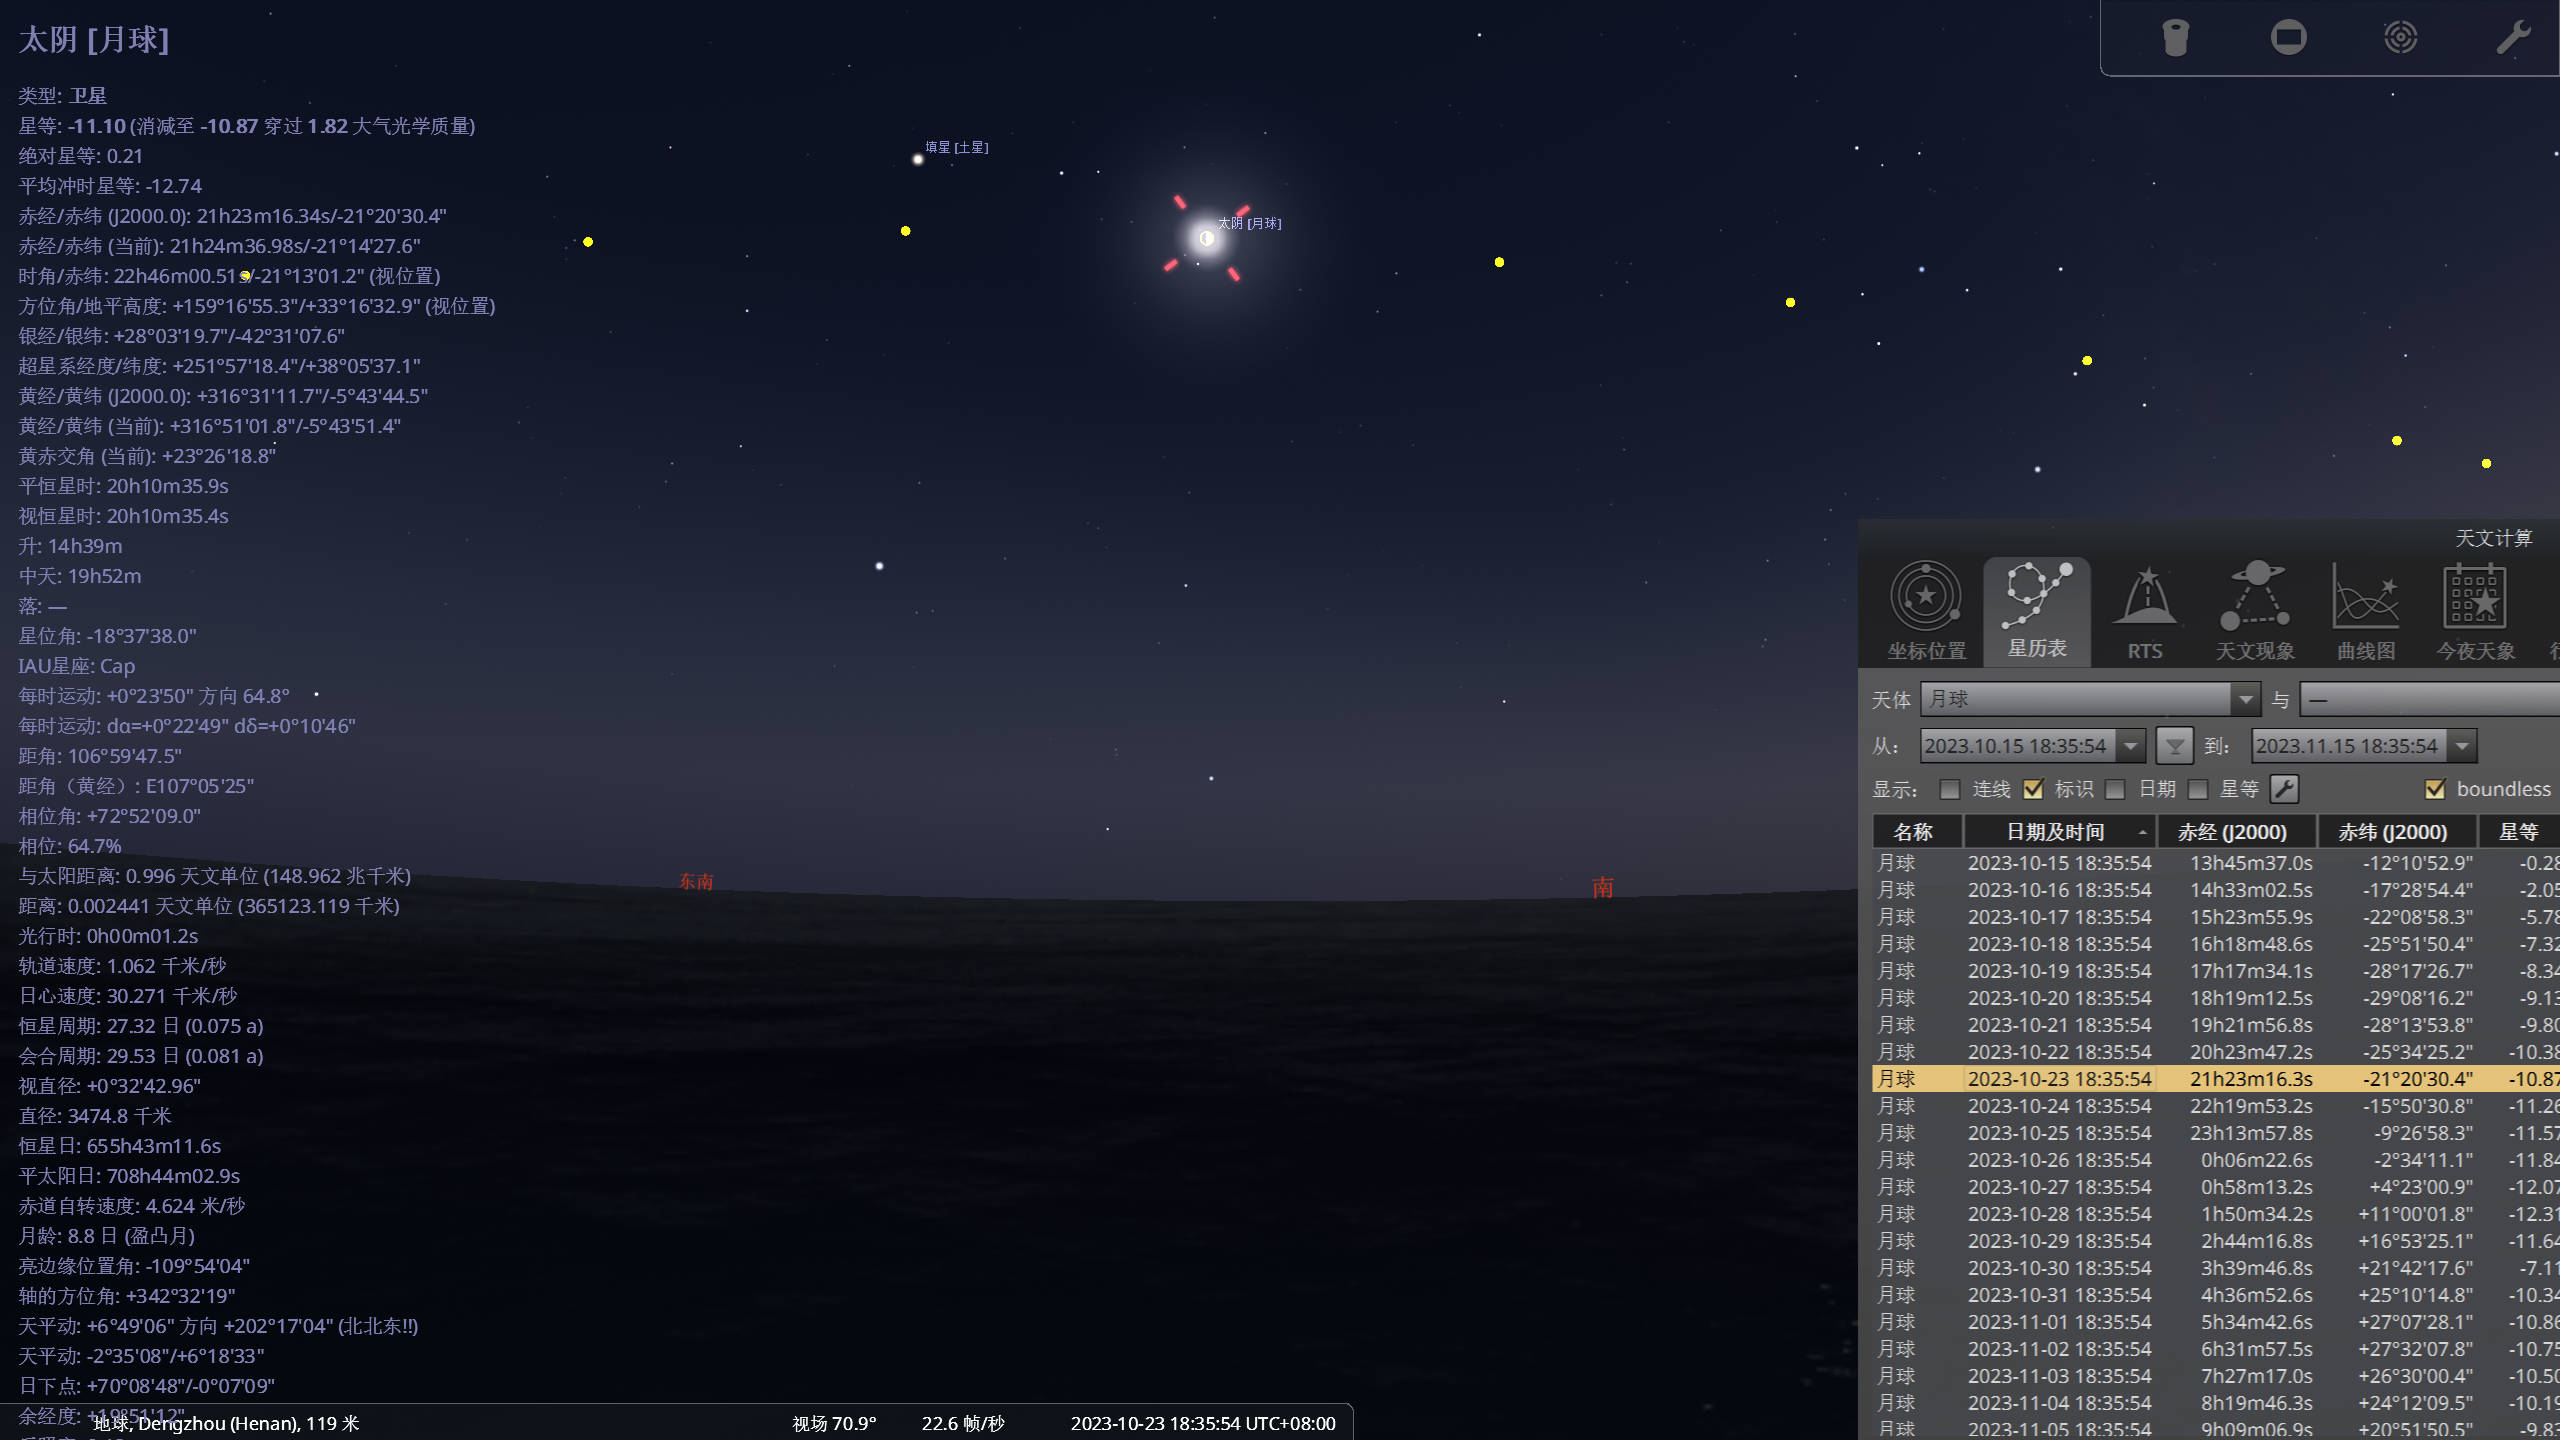 太阴 [月球]
类型: 卫星
星等: -11.10 (消减至 -10.87 穿过 1.82 大气光学质量)
绝对星等: 0.21
平均冲时星等: -12.74
赤经/赤纬 (J2000.0): 21h23m16.34s/-21°20'30.4"
赤经/赤纬 (当前): 21h24m36.98s/-21°14'27.6"
时角/赤纬: 22h46m00.51s/-21°13'01.2" (视位置)
方位角/地平高度: +159°16'55.3"/+33°16'32.9" (视位置)
银经/银纬: +28°03'19.7"/-42°31'07.6"
超星系经度/纬度: +251°57'18.4"/+38°05'37.1"
黄经/黄纬 (J2000.0): +316°31'11.7"/-5°43'44.5"
黄经/黄纬 (当前): +316°51'01.8"/-5°43'51.4"
黄赤交角 (当前): +23°26'18.8"
平恒星时: 20h10m35.9s
视恒星时: 20h10m35.4s
升: 14h39m
中天: 19h52m
落: —
星位角: -18°37'38.0"
IAU星座: Cap
每时运动: +0°23'50" 方向 64.8°
每时运动: dα=+0°22'49" dδ=+0°10'46"
距角: 106°59'47.5"
距角（黄经）: E107°05'25"
相位角: +72°52'09.0"
相位: 64.7%
与太阳距离: 0.996 天文单位 (148.962 兆千米)
距离: 0.002441 天文单位 (365123.119 千米)
光行时: 0h00m01.2s
轨道速度: 1.062 千米/秒
日心速度: 30.271 千米/秒
恒星周期: 27.32 日 (0.075 a)
会合周期: 29.53 日 (0.081 a)
视直径: +0°32'42.96"
直径: 3474.8 千米
恒星日: 655h43m11.6s
平太阳日: 708h44m02.9s
赤道自转速度: 4.624 米/秒
月龄: 8.8 日 (盈凸月)
亮边缘位置角: -109°54'04"
轴的方位角: +342°32'19"
天平动: +6°49'06" 方向 +202°17'04" (北北东!!)
天平动: -2°35'08"/+6°18'33"
日下点: +70°08'48"/-0°07'09"
余经度: +19°51'12"
填星 [土星]
太阴 [月球]
东南
南
地球, Dengzhou (Henan), 119 米
视场 70.9°
22.6 帧/秒
2023-10-23 18:35:54 UTC+08:00
天文计算
坐标位置 星历表 RTS 天文现象 曲线图 今夜天象
天体 月球 与 —
从: 2023.10.15 18:35:54 到: 2023.11.15 18:35:54
显示: 连线 标识 日期 星等 boundless
名称 日期及时间 赤经 (J2000) 赤纬 (J2000) 星等
月球 2023-10-15 18:35:54 13h45m37.0s -12°10'52.9" -0.28
月球 2023-10-16 18:35:54 14h33m02.5s -17°28'54.4" -2.05
月球 2023-10-17 18:35:54 15h23m55.9s -22°08'58.3" -5.78
月球 2023-10-18 18:35:54 16h18m48.6s -25°51'50.4" -7.32
月球 2023-10-19 18:35:54 17h17m34.1s -28°17'26.7" -8.34
月球 2023-10-20 18:35:54 18h19m12.5s -29°08'16.2" -9.13
月球 2023-10-21 18:35:54 19h21m56.8s -28°13'53.8" -9.80
月球 2023-10-22 18:35:54 20h23m47.2s -25°34'25.2" -10.38
月球 2023-10-23 18:35:54 21h23m16.3s -21°20'30.4" -10.87
月球 2023-10-24 18:35:54 22h19m53.2s -15°50'30.8" -11.26
月球 2023-10-25 18:35:54 23h13m57.8s -9°26'58.3" -11.57
月球 2023-10-26 18:35:54 0h06m22.6s -2°34'11.1" -11.84
月球 2023-10-27 18:35:54 0h58m13.2s +4°23'00.9" -12.07
月球 2023-10-28 18:35:54 1h50m34.2s +11°00'01.8" -12.31
月球 2023-10-29 18:35:54 2h44m16.8s +16°53'25.1" -11.64
月球 2023-10-30 18:35:54 3h39m46.8s +21°42'17.6" -7.11
月球 2023-10-31 18:35:54 4h36m52.6s +25°10'14.8" -10.34
月球 2023-11-01 18:35:54 5h34m42.6s +27°07'28.1" -10.86
月球 2023-11-02 18:35:54 6h31m57.5s +27°32'07.8" -10.75
月球 2023-11-03 18:35:54 7h27m17.0s +26°30'00.4" -10.50
月球 2023-11-04 18:35:54 8h19m46.3s +24°12'09.5" -10.19
月球 2023-11-05 18:35:54 9h09m06.9s +20°51'50.5" -9.83